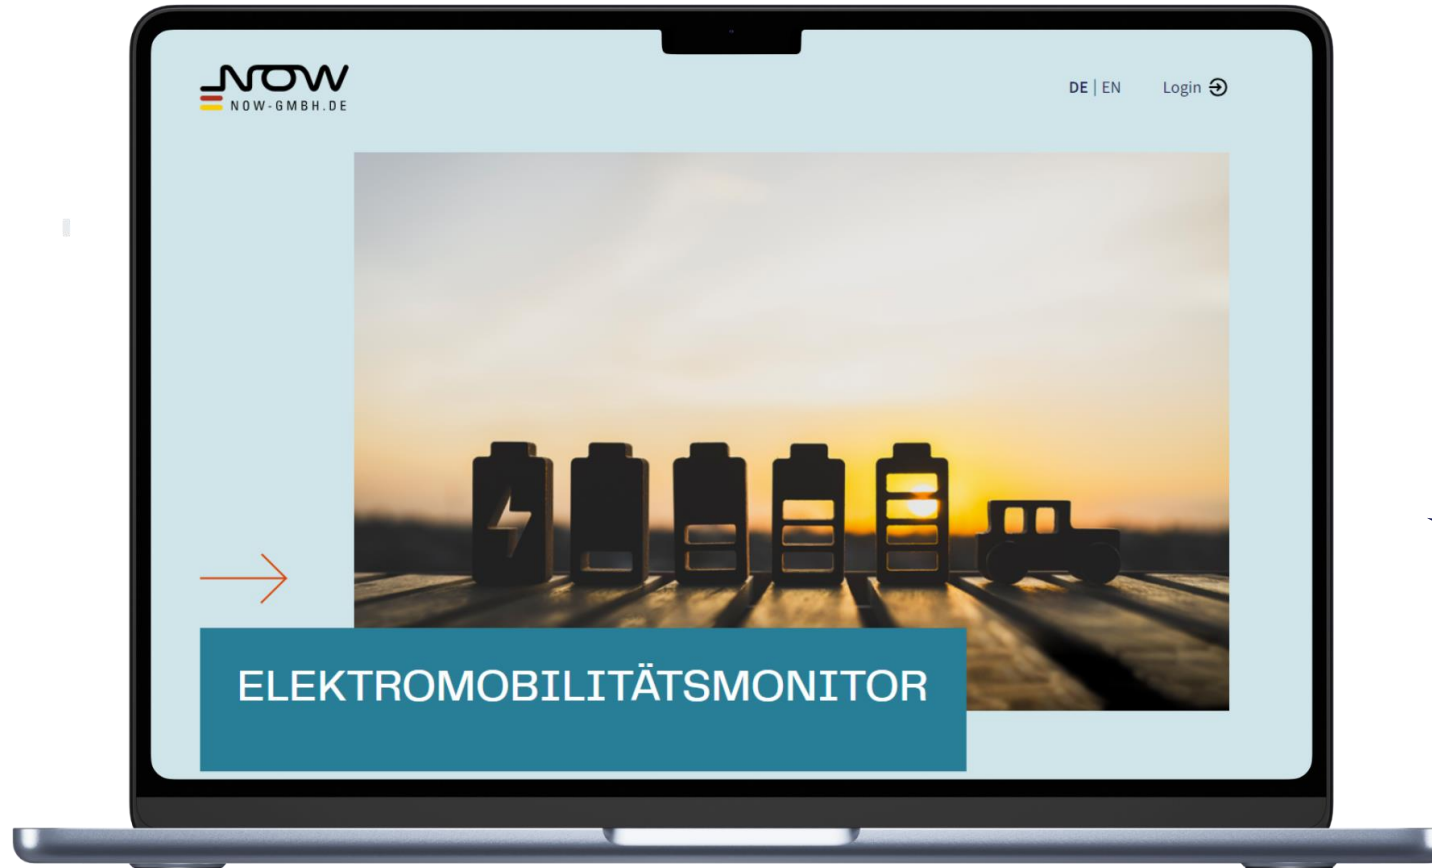 NOW
NOW-GMBH.DE
DE | EN
Login
ELEKTROMOBILITÄTSMONITOR